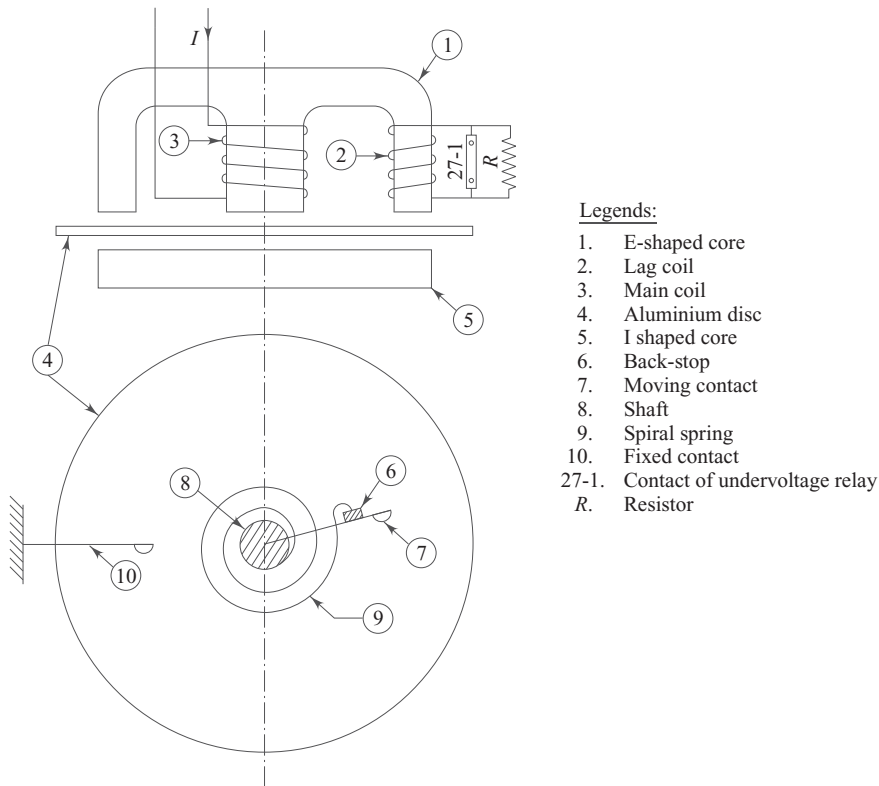 I
1
3
2
27-1
R
4
5
6
8
7
10
9
Legends:
1. E-shaped core
2. Lag coil
3. Main coil
4. Aluminium disc
5. I shaped core
6. Back-stop
7. Moving contact
8. Shaft
9. Spiral spring
10. Fixed contact
27-1. Contact of undervoltage relay
R. Resistor